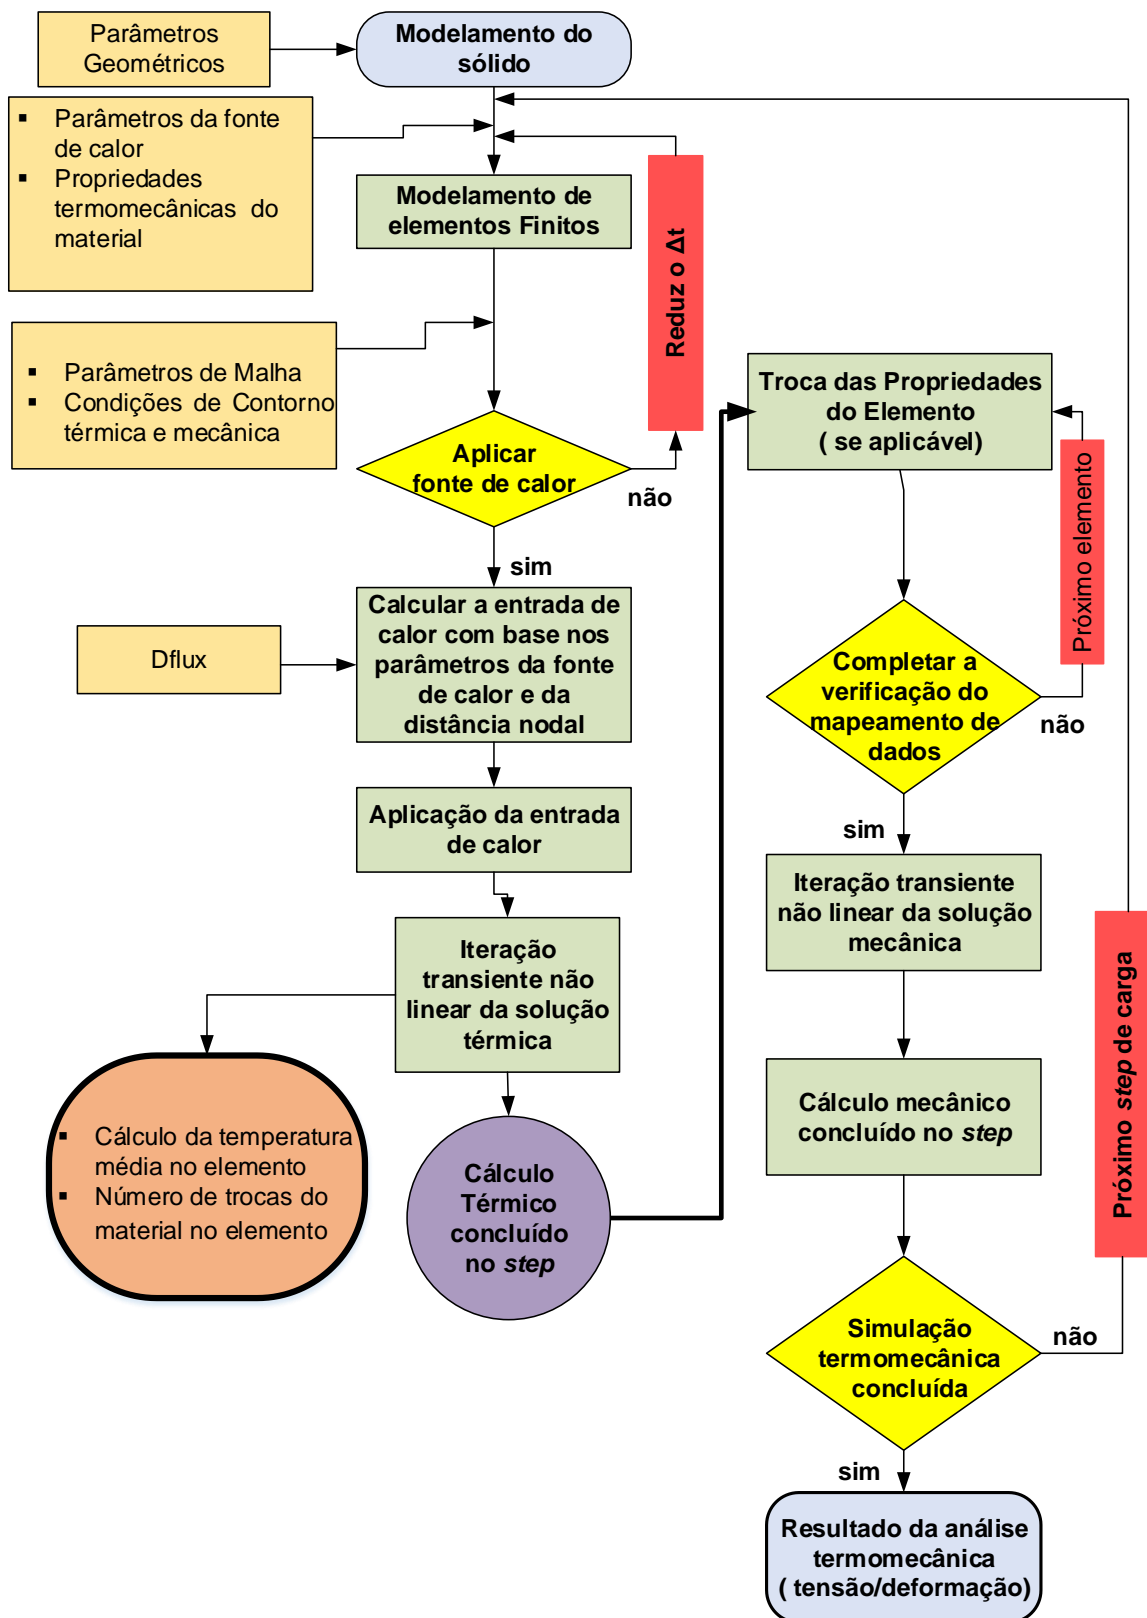 Parâmetros
Geométricos
Modelamento do
sólido
▪ Parâmetros da fonte
de calor
▪ Propriedades
termomecânicas do
material
Modelamento de
elementos Finitos
Reduz o Δt
▪ Parâmetros de Malha
▪ Condições de Contorno
térmica e mecânica
Aplicar
fonte de calor
não
sim
Dflux
Calcular a entrada de
calor com base nos
parâmetros da fonte
de calor e da
distância nodal
Aplicação da entrada
de calor
Iteração
transiente não
linear da solução
térmica
▪ Cálculo da temperatura
média no elemento
▪ Número de trocas do
material no elemento
Cálculo
Térmico
concluído
no step
Troca das Propriedades
do Elemento
( se aplicável)
Próximo elemento
Completar a
verificação do
mapeamento de
dados
não
sim
Iteração transiente
não linear da solução
mecânica
Cálculo mecânico
concluído no step
Próximo step de carga
Simulação
termomecânica
concluída
não
sim
Resultado da análise
termomecânica
( tensão/deformação)